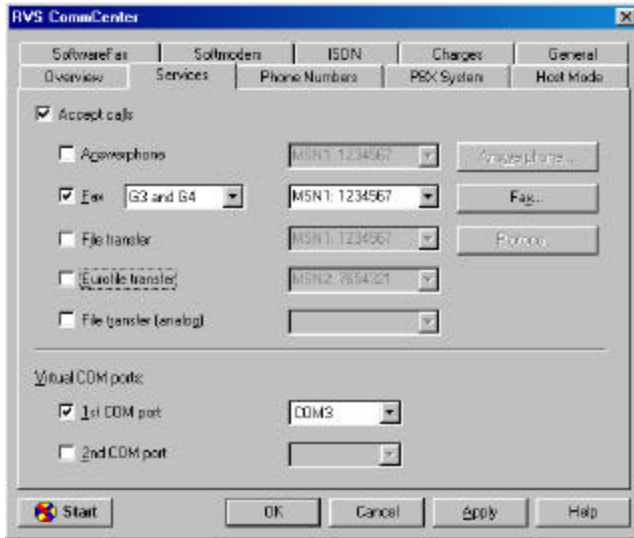 RVS CommCenter
SoftwareFax Softmodem ISDN Charges General
Overview Services Phone Numbers PBX System Host Mode
Accept calls
Answerphone MSN1: 1234567 Answerphone...
Fax G3 and G4 MSN1: 1234567 Fax...
File transfer MSN1: 1234567 Protocol...
Eurofile transfer MSN2: 7654321
File transfer (analog)
Virtual COM ports:
1st COM port COM3
2nd COM port
Start OK Cancel Apply Help